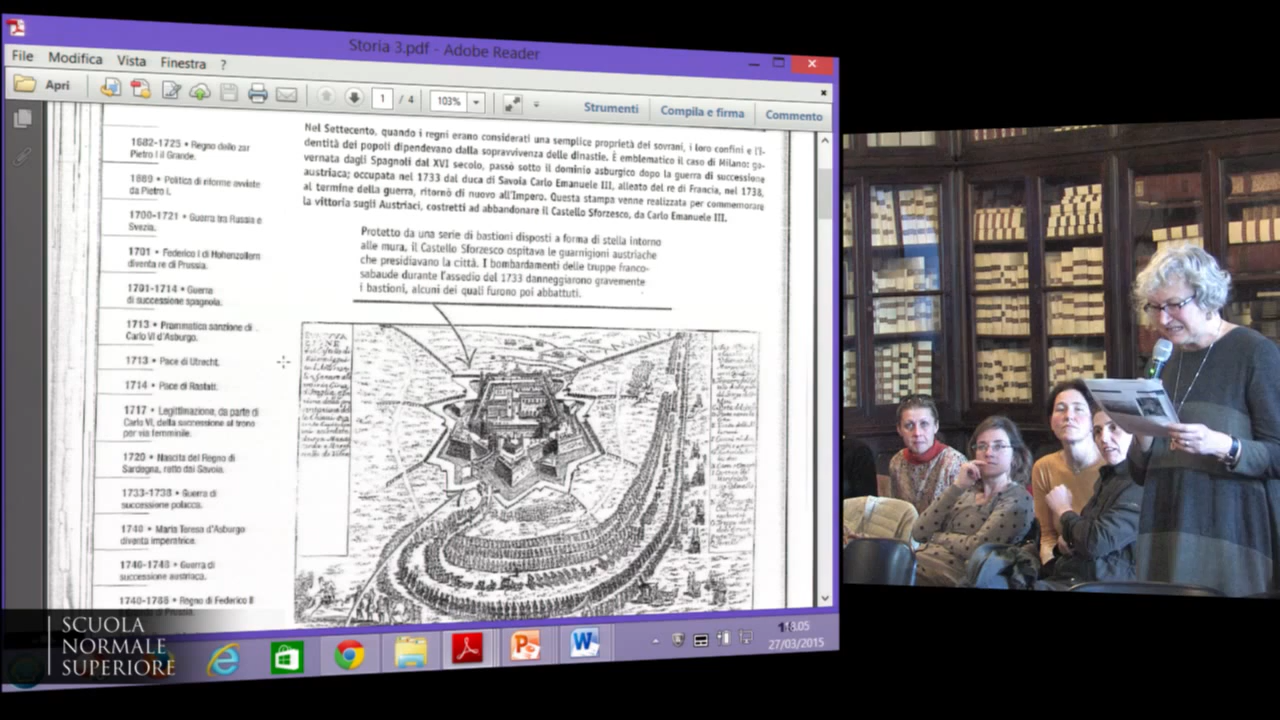 Storia 3.pdf - Adobe Reader
File Modifica Vista Finestra ?
Apri
1 / 4
103%
Strumenti
Compila e firma
Commento
1682-1725 • Regno dello zar
Pietro I il Grande.
1689 • Politica di riforme avviate
da Pietro I.
1700-1721 • Guerra tra Russia e
Svezia.
1701 • Federico I di Hohenzollern
diventa re di Prussia.
1701-1714 • Guerra
di successione spagnola.
1713 • Prammatica sanzione di
Carlo VI d'Asburgo.
1713 • Pace di Utrecht.
1714 • Pace di Rastatt.
1717 • Legittimazione, da parte di
Carlo VI, della successione al trono
per via femminile.
1720 • Nascita del Regno di
Sardegna, retto dai Savoia.
1733-1738 • Guerra di
successione polacca.
1740 • Maria Teresa d'Asburgo
diventa imperatrice.
1740-1748 • Guerra di
successione austriaca.
1740-1786 • Regno di Federico II
Nel Settecento, quando i regni erano considerati una semplice proprietà dei sovrani, i loro confini e l'i-
dentità dei popoli dipendevano dalla sopravvivenza delle dinastie. È emblematico il caso di Milano: go-
vernata dagli Spagnoli dal XVI secolo, passò sotto il dominio asburgico dopo la guerra di successione
austriaca; occupata nel 1733 dal duca di Savoia Carlo Emanuele III, alleato del re di Francia, nel 1738,
al termine della guerra, ritornò di nuovo all'Impero. Questa stampa venne realizzata per commemorare
la vittoria sugli Austriaci, costretti ad abbandonare il Castello Sforzesco, da Carlo Emanuele III.
Protetto da una serie di bastioni disposti a forma di stella intorno
alle mura, il Castello Sforzesco ospitava le guarnigioni austriache
che presidiavano la città. I bombardamenti delle truppe franco-
sabaude durante l'assedio del 1733 danneggiarono gravemente
i bastioni, alcuni dei quali furono poi abbattuti.
SCUOLA
NORMALE
SUPERIORE
27/03/2015